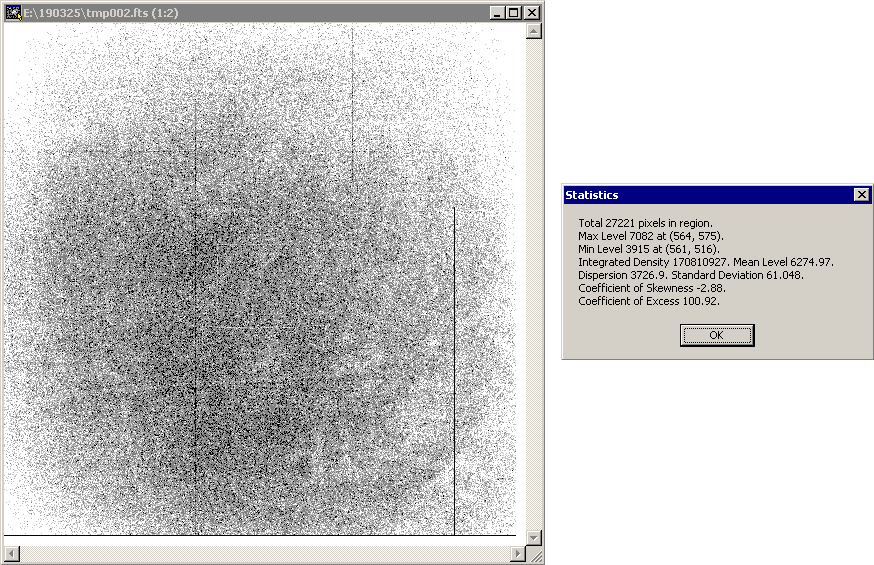 E:\190325\tmp002.fts (1:2)
Statistics
Total 27221 pixels in region.
Max Level 7082 at (564, 575).
Min Level 3915 at (561, 516).
Integrated Density 170810927. Mean Level 6274.97.
Dispersion 3726.9. Standard Deviation 61.048.
Coefficient of Skewness -2.88.
Coefficient of Excess 100.92.
OK